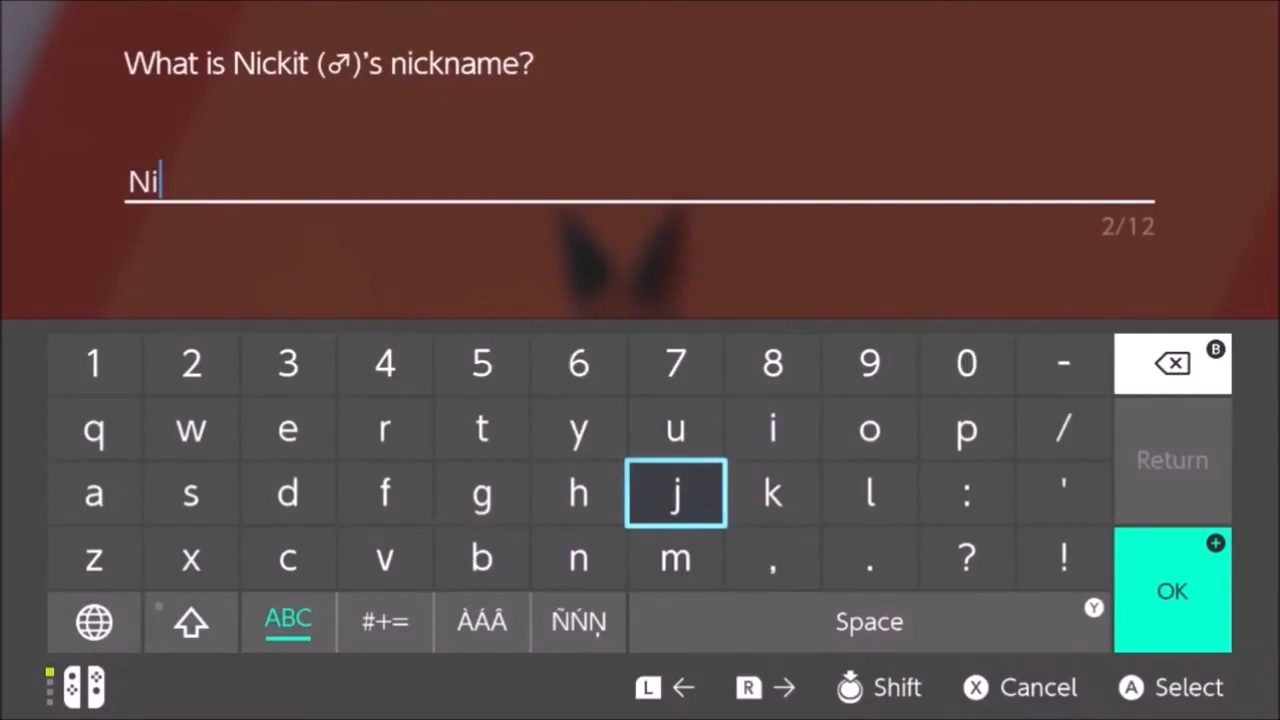 What is Nickit (♂)'s nickname?
Ni
2/12
1 2 3 4 5 6 7 8 9 0 - B
q w e r t y u i o p / Return
a s d f g h j k l : '
z x c v b n m , . ? ! + OK
ABC #+= ÀÁÂ ÑŃŅ Space Y
L ← R → Shift X Cancel A Select